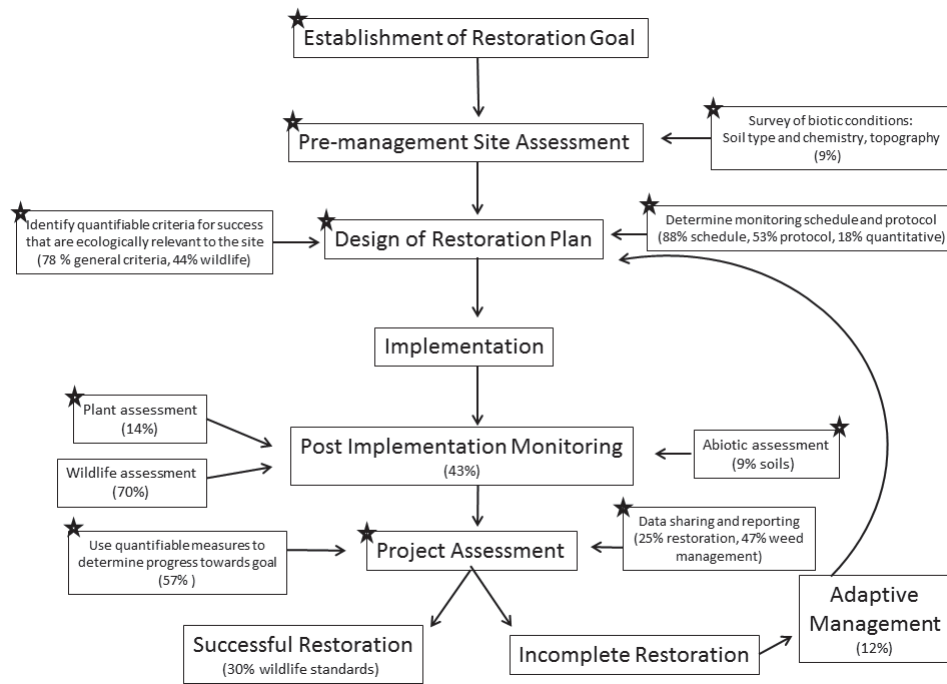 Establishment of Restoration Goal
Pre-management Site Assessment
Survey of biotic conditions:
Soil type and chemistry, topography
(9%)
Identify quantifiable criteria for success
that are ecologically relevant to the site
(78 % general criteria, 44% wildlife)
Design of Restoration Plan
Determine monitoring schedule and protocol
(88% schedule, 53% protocol, 18% quantitative)
Implementation
Plant assessment
(14%)
Wildlife assessment
(70%)
Post Implementation Monitoring
(43%)
Abiotic assessment
(9% soils)
Use quantifiable measures to
determine progress towards goal
(57% )
Project Assessment
Data sharing and reporting
(25% restoration, 47% weed
management)
Successful Restoration
(30% wildlife standards)
Incomplete Restoration
Adaptive
Management
(12%)